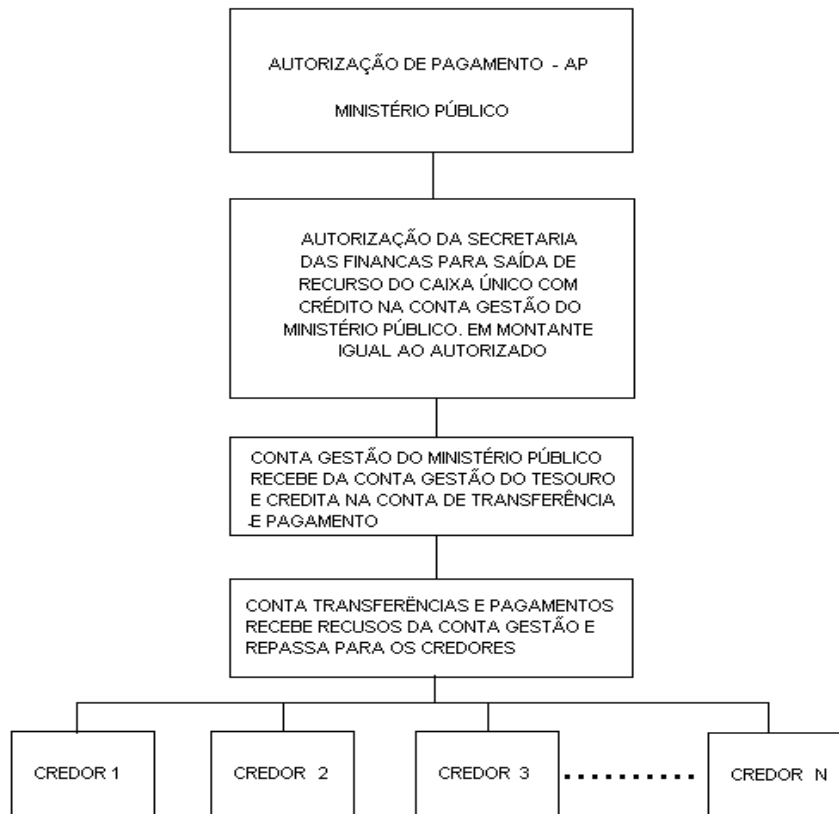 AUTORIZAÇÃO DE PAGAMENTO - AP
MINISTÉRIO PÚBLICO
AUTORIZAÇÃO DA SECRETARIA
DAS FINANCAS PARA SAÍDA DE
RECURSO DO CAIXA ÚNICO COM
CRÉDITO NA CONTA GESTÃO DO
MINISTÉRIO PÚBLICO. EM MONTANTE
IGUAL AO AUTORIZADO
CONTA GESTÃO DO MINISTÉRIO PÚBLICO
RECEBE DA CONTA GESTÃO DO TESOURO
E CREDITA NA CONTA DE TRANSFERÊNCIA
E PAGAMENTO
CONTA TRANSFERËNCIAS E PAGAMENTOS
RECEBE RECUSOS DA CONTA GESTÃO E
REPASSA PARA OS CREDORES
CREDOR 1
CREDOR 2
CREDOR 3
CREDOR N